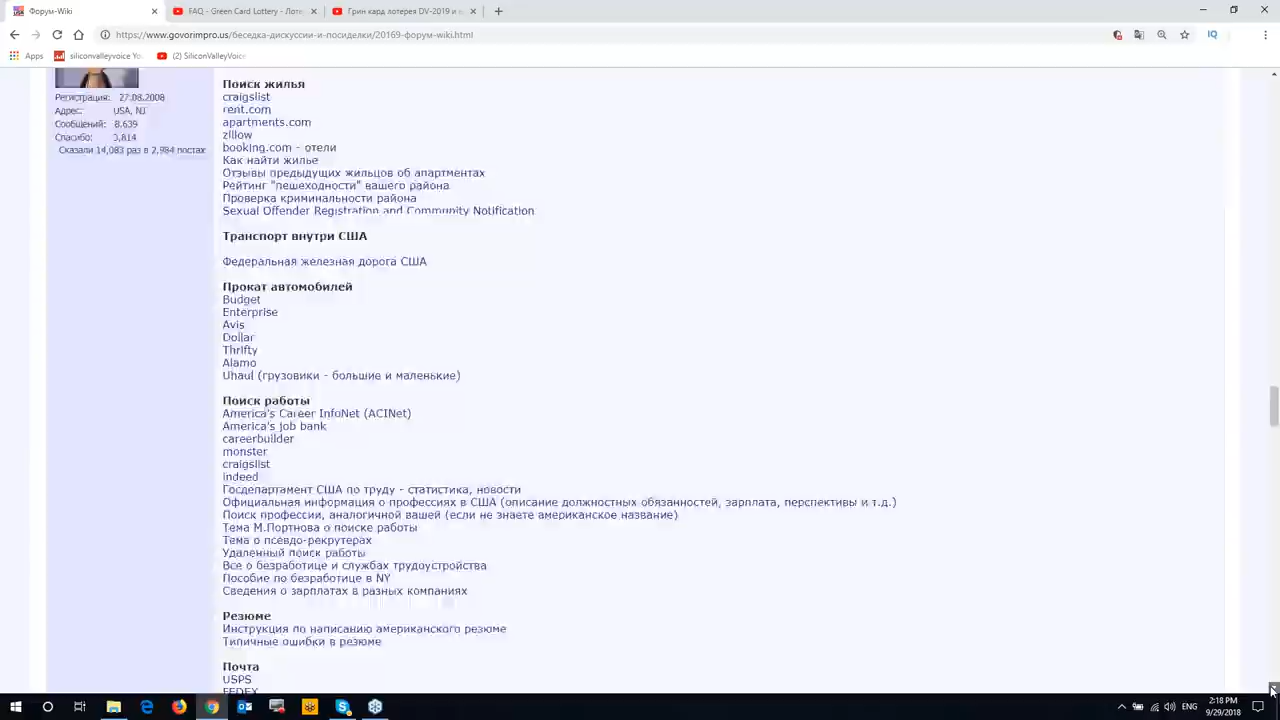 Форум-Wiki
FAQ - Green Card Lottery - Лоте
Грин кард лотерея DV-2019 и в
https://www.govorimpro.us/беседка-дискуссии-и-посиделки/20169-форум-wiki.html
IQ
Apps
siliconvalleyvoice Yo
(2) SiliconValleyVoice
Регистрация: 27.08.2008
Адрес: USA, NJ
Сообщений: 8,639
Спасибо: 3,814
Сказали 14,083 раз в 2,984 постах
Поиск жилья
craigslist
rent.com
apartments.com
zillow
booking.com - отели
Как найти жилье
Отзывы предыдущих жильцов об апартментах
Рейтинг "пешеходности" вашего района
Проверка криминальности района
Sexual Offender Registration and Community Notification
Транспорт внутри США
Федеральная железная дорога США
Прокат автомобилей
Budget
Enterprise
Avis
Dollar
Thrifty
Alamo
Uhaul (грузовики - большие и маленькие)
Поиск работы
America's Career InfoNet (ACINet)
America's job bank
careerbuilder
monster
craigslist
indeed
Госдепартамент США по труду - статистика, новости
Официальная информация о профессиях в США (описание должностных обязанностей, зарплата, перспективы и т.д.)
Поиск профессии, аналогичной вашей (если не знаете американское название)
Тема М.Портнова о поиске работы
Тема о псевдо-рекрутерах
Удаленный поиск работы
Все о безработице и службах трудоустройства
Пособие по безработице в NY
Сведения о зарплатах в разных компаниях
Резюме
Инструкция по написанию американского резюме
Типичные ошибки в резюме
Почта
USPS
FEDEX
ENG
2:18 PM
9/29/2018